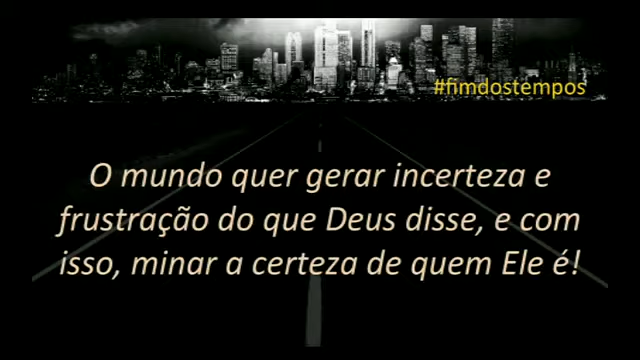 #fimdostempos
O mundo quer gerar incerteza e
frustração do que Deus disse, e com
isso, minar a certeza de quem Ele é!